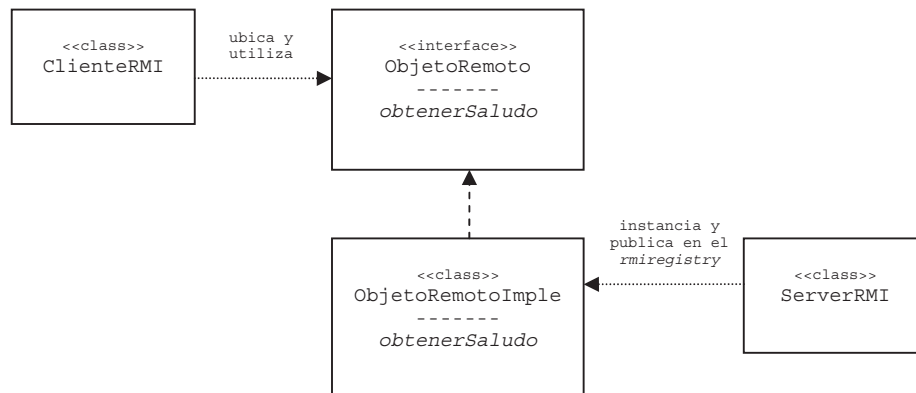 <<class>>
ClienteRMI
ubica y
utiliza
<<interface>>
ObjetoRemoto
-------
obtenerSaludo
<<class>>
ObjetoRemotoImple
-------
obtenerSaludo
instancia y
publica en el
rmiregistry
<<class>>
ServerRMI